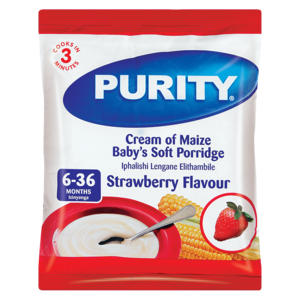 COOKS IN
3
MINUTES
PURITY®
Cream of Maize
Baby's Soft Porridge
Iphalishi Lengane Elithambile
6-36
MONTHS
Strawberry Flavour